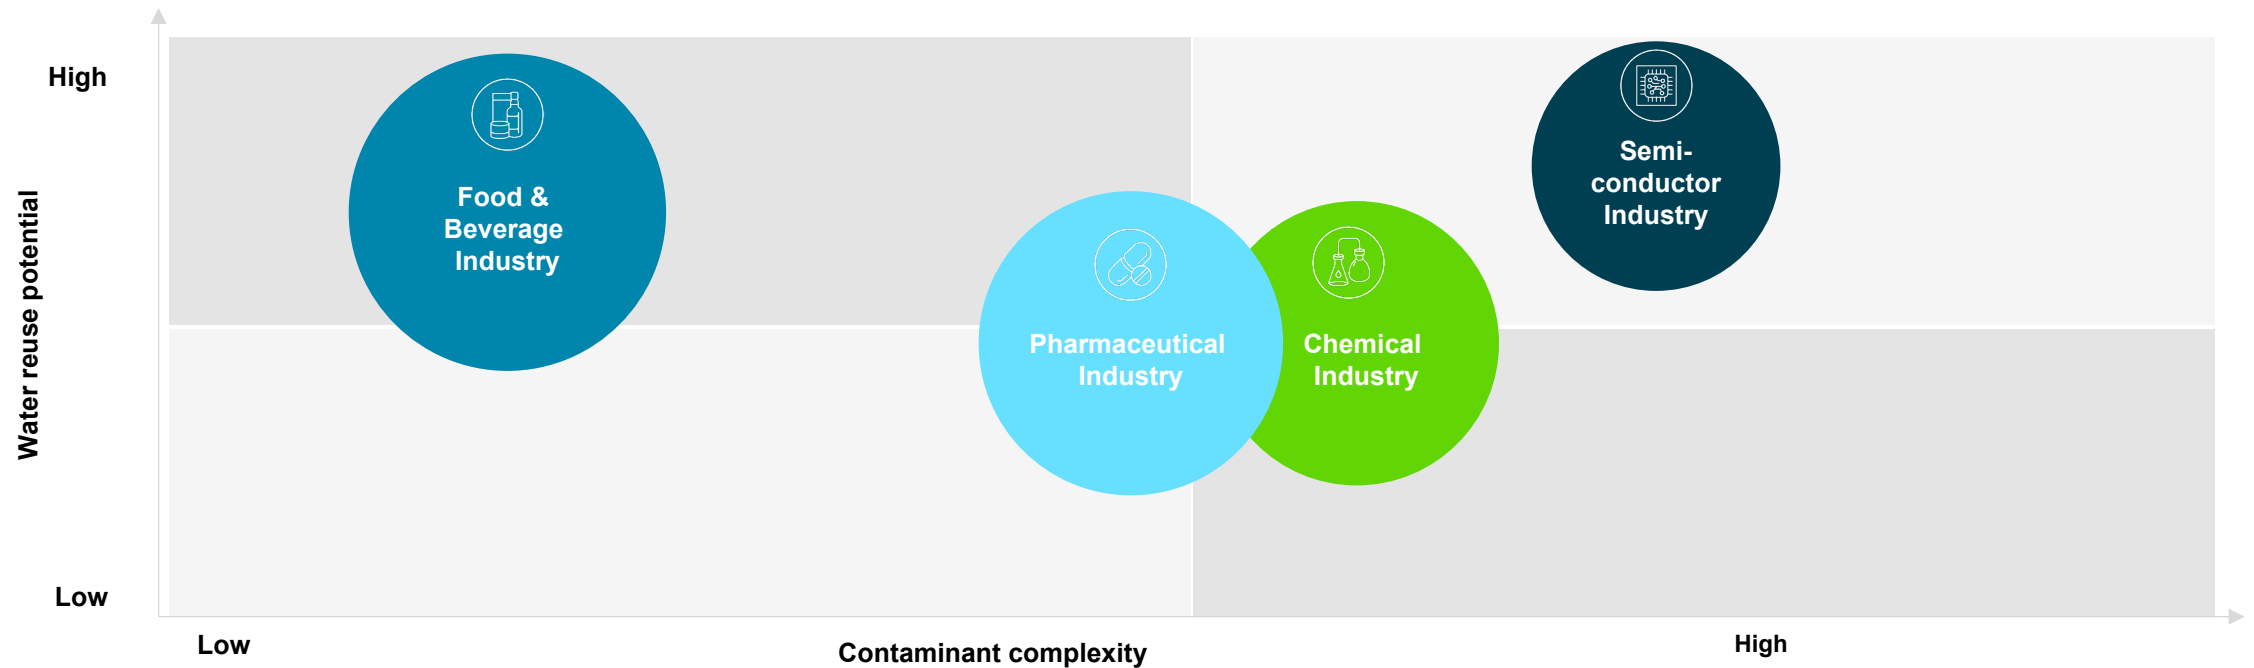 High
Water reuse potential
Low
Food &
Beverage
Industry
Pharmaceutical
Industry
Chemical
Industry
Semi-
conductor
Industry
Low
Contaminant complexity
High